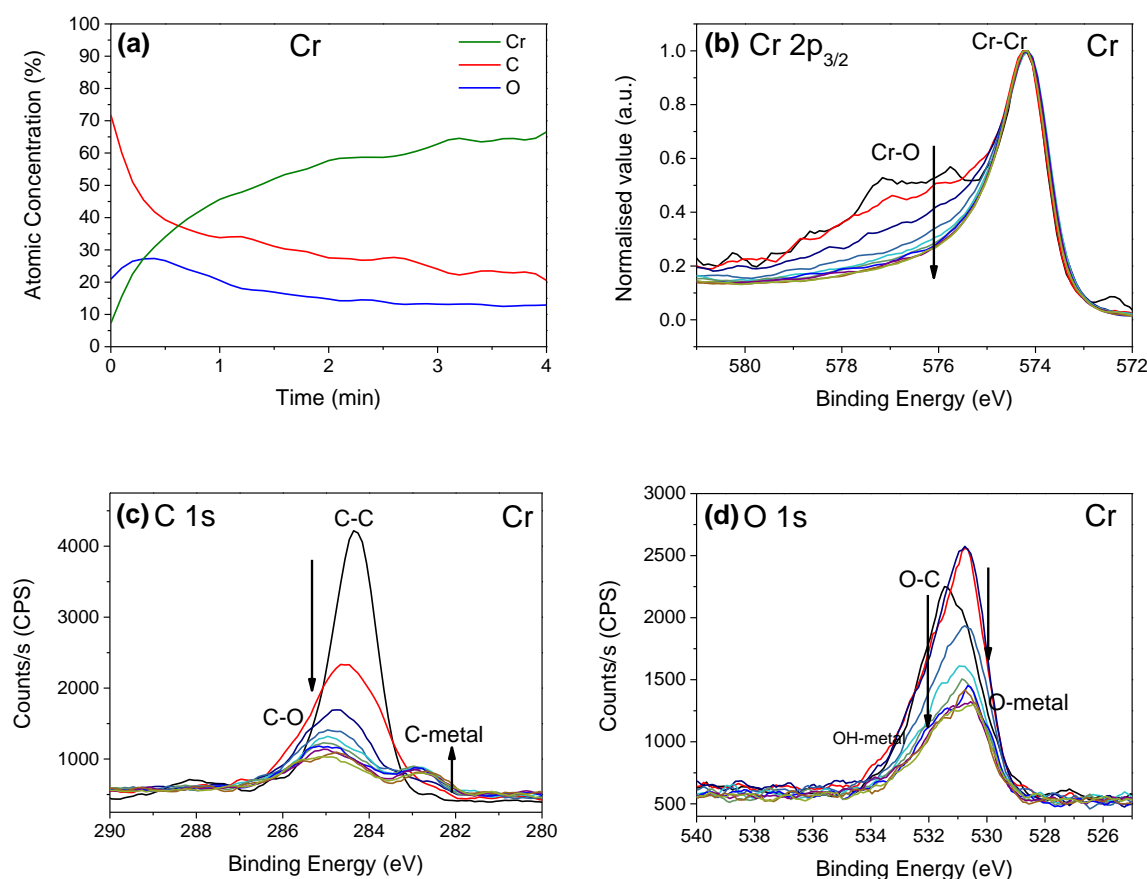 (a) Cr
Cr
C
O
100
90
80
70
60
50
40
30
20
10
0
Atomic Concentration (%)
0 1 2 3 4
Time (min)
(b) Cr 2p3/2 Cr-Cr Cr
Cr-O
1.0
0.8
0.6
0.4
0.2
0.0
Normalised value (a.u.)
580 578 576 574 572
Binding Energy (eV)
(c) C 1s C-C Cr
C-O
C-metal
4000
3000
2000
1000
Counts/s (CPS)
290 288 286 284 282 280
Binding Energy (eV)
(d) O 1s Cr
O-C
O-metal
OH-metal
3000
2500
2000
1500
1000
500
Counts/s (CPS)
540 538 536 534 532 530 528 526
Binding Energy (eV)